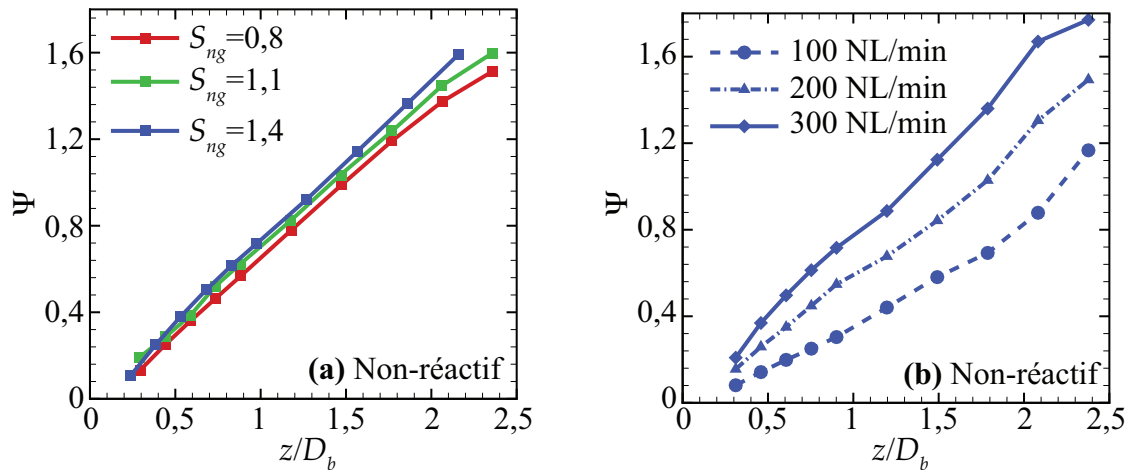 Ψ
1,6
1,2
0,8
0,4
0
S_ng=0,8
S_ng=1,1
S_ng=1,4
(a) Non-réactif
0 0,5 1 1,5 2 2,5
z/D_b
Ψ
1,6
1,2
0,8
0,4
0
100 NL/min
200 NL/min
300 NL/min
(b) Non-réactif
0 0,5 1 1,5 2 2,5
z/D_b